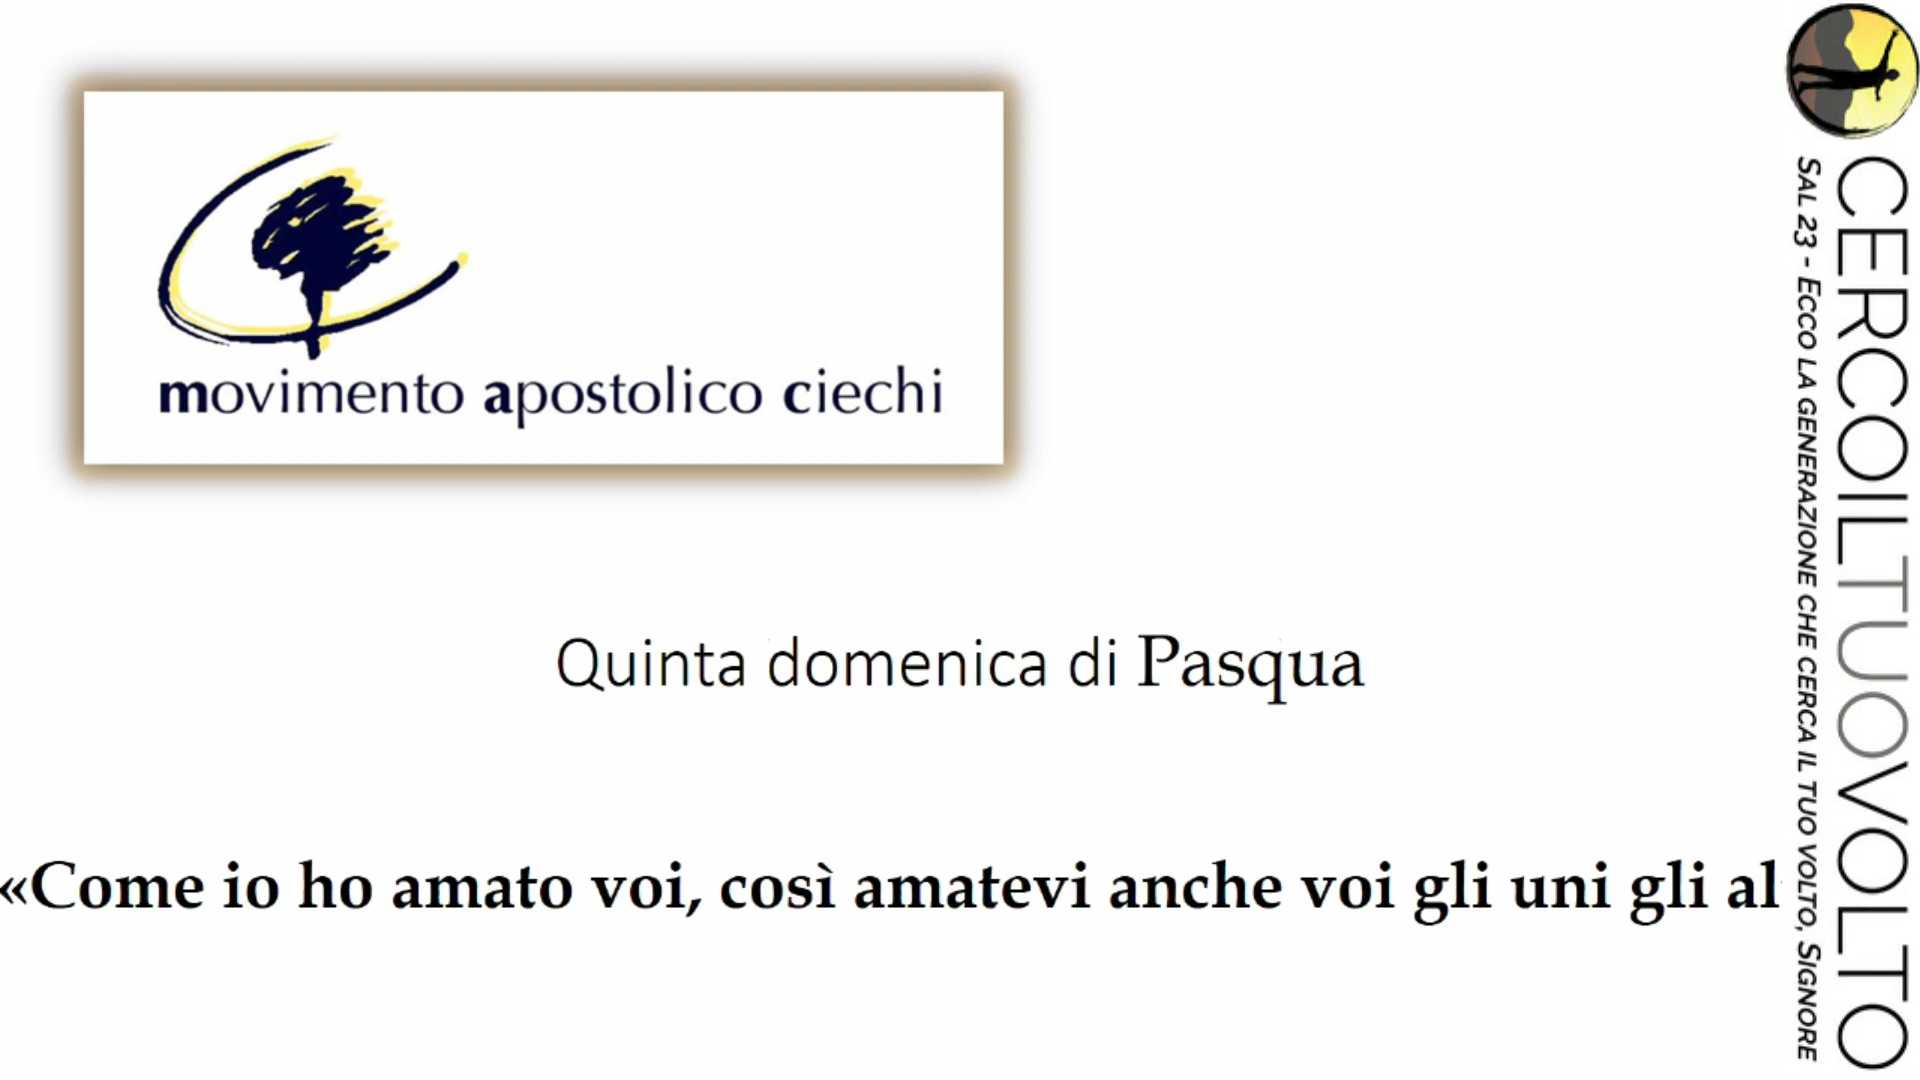 movimento apostolico ciechi
Quinta domenica di Pasqua
«Come io ho amato voi, così amatevi anche voi gli uni gli al
CERCOILTUOVOLTO
SAL 23 - ECCO LA GENERAZIONE CHE CERCA IL TUO VOLTO, SIGNORE